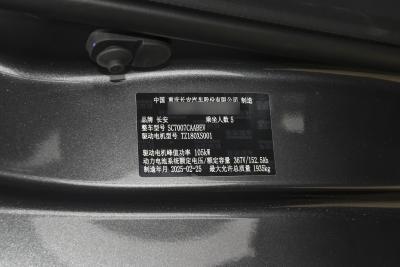 中国 重庆长安汽车股份有限公司 制造
品牌 长安 乘坐人数 5
整车型号 SC7007CAABEV
驱动电机型号 TZ180XS001
驱动电机峰值功率 105kW
动力电池系统额定电压/额定容量 367V/152.5Ah
制造年月 2025-02-25 最大允许总质量 1935kg